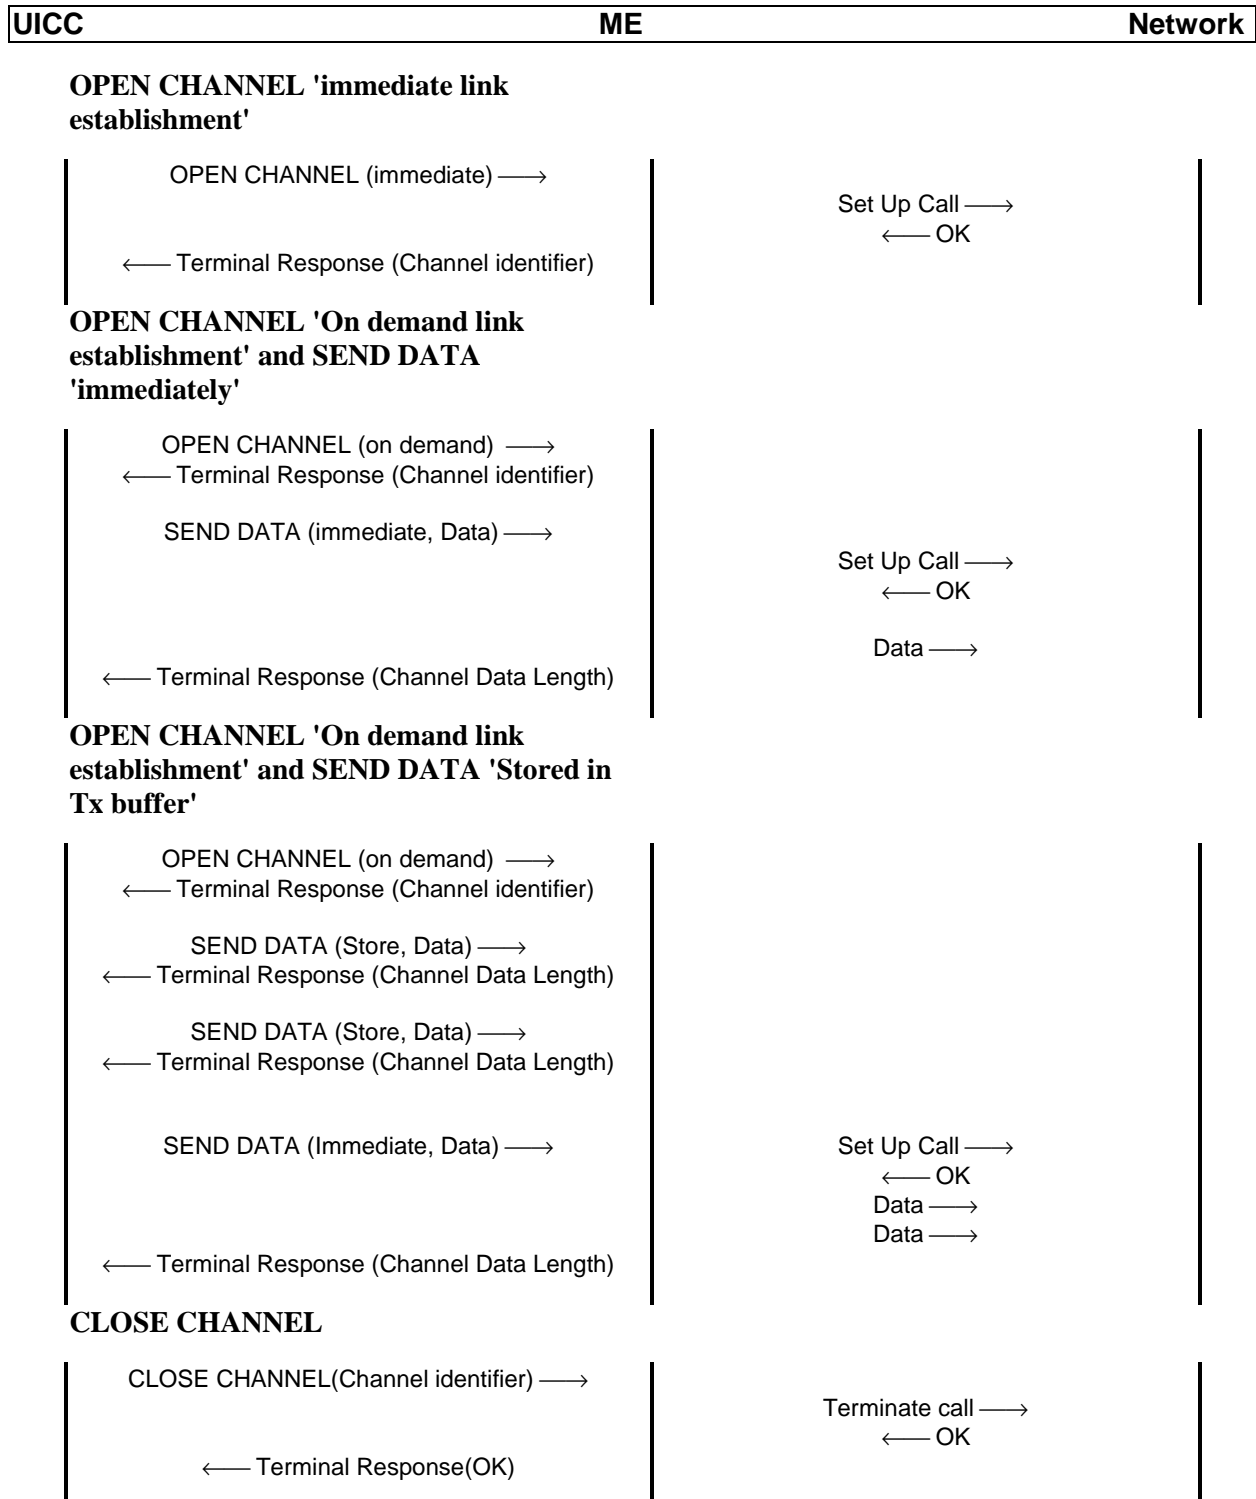 UICC ME Network
OPEN CHANNEL 'immediate link
establishment'
OPEN CHANNEL (immediate) ⟶
Set Up Call ⟶
⟵ OK
⟵ Terminal Response (Channel identifier)
OPEN CHANNEL 'On demand link
establishment' and SEND DATA
'immediately'
OPEN CHANNEL (on demand) ⟶
⟵ Terminal Response (Channel identifier)
SEND DATA (immediate, Data) ⟶
Set Up Call ⟶
⟵ OK
Data ⟶
⟵ Terminal Response (Channel Data Length)
OPEN CHANNEL 'On demand link
establishment' and SEND DATA 'Stored in
Tx buffer'
OPEN CHANNEL (on demand) ⟶
⟵ Terminal Response (Channel identifier)
SEND DATA (Store, Data) ⟶
⟵ Terminal Response (Channel Data Length)
SEND DATA (Store, Data) ⟶
⟵ Terminal Response (Channel Data Length)
SEND DATA (Immediate, Data) ⟶ Set Up Call ⟶
⟵ OK
Data ⟶
Data ⟶
⟵ Terminal Response (Channel Data Length)
CLOSE CHANNEL
CLOSE CHANNEL(Channel identifier) ⟶
Terminate call ⟶
⟵ OK
⟵ Terminal Response(OK)